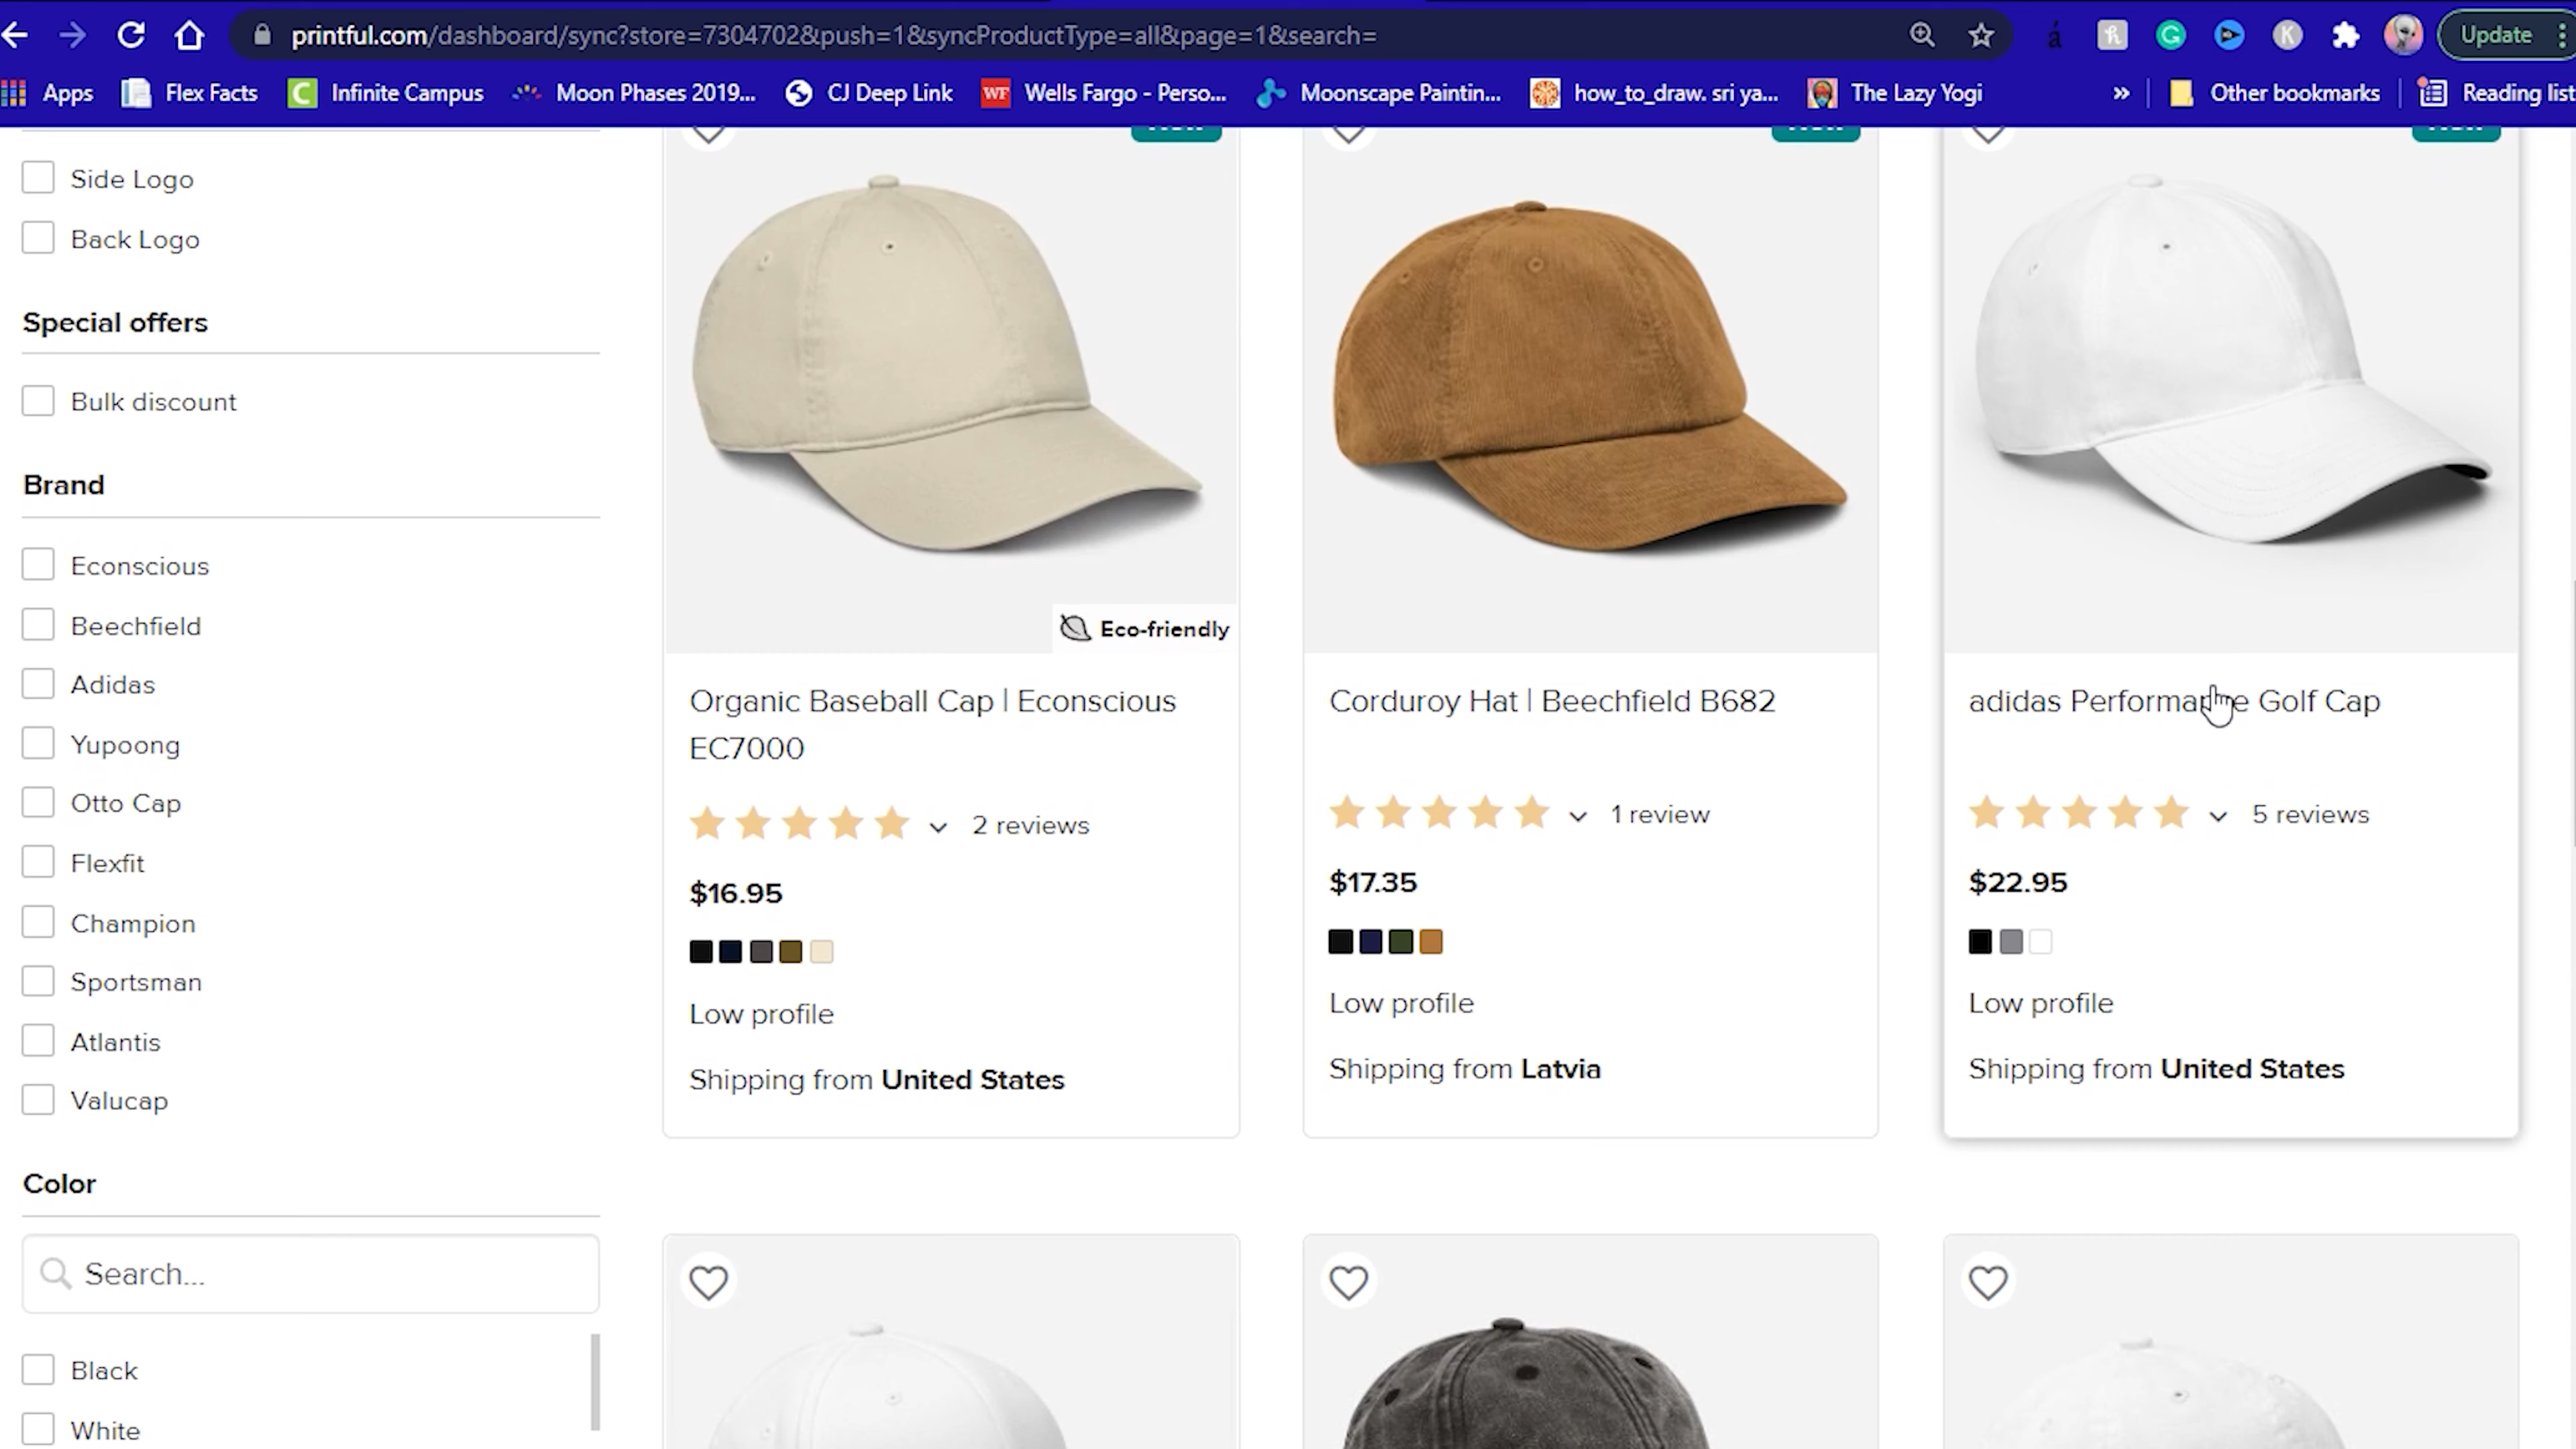 printful.com/dashboard/sync?store=7304702&push=1&syncProductType=all&page=1&search=
Update
Apps
Flex Facts
Infinite Campus
Moon Phases 2019...
CJ Deep Link
WF
Wells Fargo - Perso...
Moonscape Paintin...
how_to_draw. sri ya...
The Lazy Yogi
»
Other bookmarks
Reading list
Side Logo
Back Logo
Special offers
Bulk discount
Brand
Econscious
Beechfield
Adidas
Yupoong
Otto Cap
Flexfit
Champion
Sportsman
Atlantis
Valucap
Color
Search...
Black
White
Eco-friendly
Organic Baseball Cap | Econscious
EC7000
2 reviews
$16.95
Low profile
Shipping from United States
Corduroy Hat | Beechfield B682
1 review
$17.35
Low profile
Shipping from Latvia
adidas Performance Golf Cap
5 reviews
$22.95
Low profile
Shipping from United States